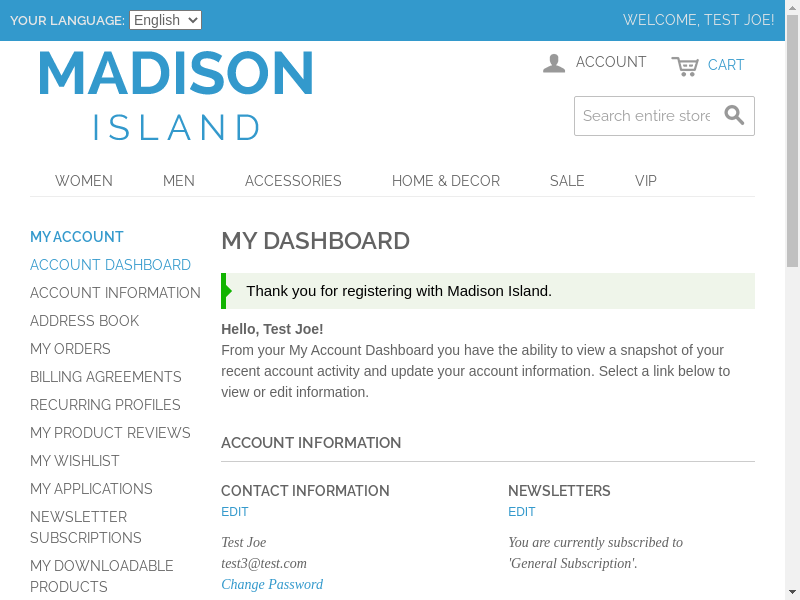 YOUR LANGUAGE: English
WELCOME, TEST JOE!
MADISON
ISLAND
ACCOUNT
CART
Search entire store
WOMEN MEN ACCESSORIES HOME & DECOR SALE VIP
MY ACCOUNT
ACCOUNT DASHBOARD
ACCOUNT INFORMATION
ADDRESS BOOK
MY ORDERS
BILLING AGREEMENTS
RECURRING PROFILES
MY PRODUCT REVIEWS
MY WISHLIST
MY APPLICATIONS
NEWSLETTER
SUBSCRIPTIONS
MY DOWNLOADABLE
PRODUCTS
MY DASHBOARD
Thank you for registering with Madison Island.
Hello, Test Joe!
From your My Account Dashboard you have the ability to view a snapshot of your
recent account activity and update your account information. Select a link below to
view or edit information.
ACCOUNT INFORMATION
CONTACT INFORMATION
EDIT
Test Joe
test3@test.com
Change Password
NEWSLETTERS
EDIT
You are currently subscribed to
'General Subscription'.